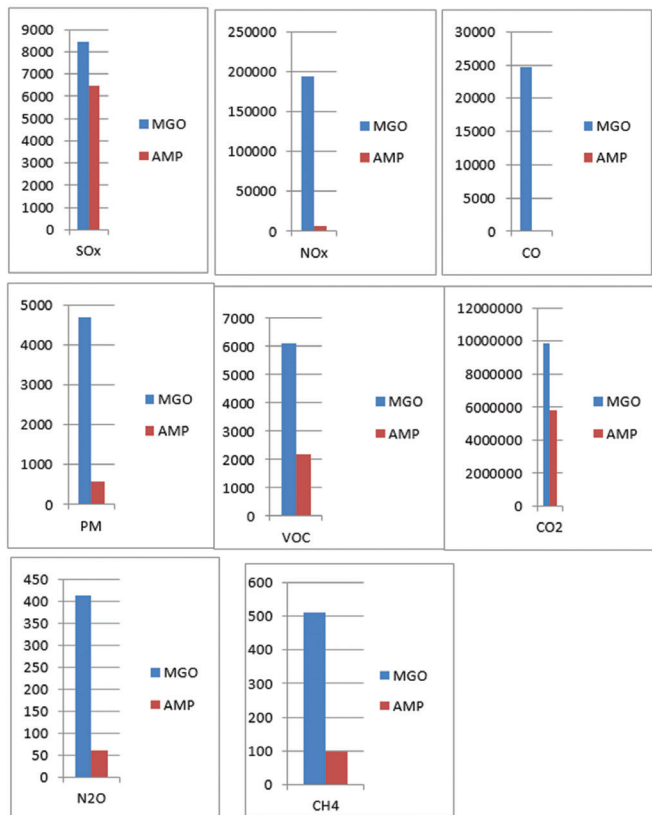 9000
8000
7000
6000
5000
4000
3000
2000
1000
0
SOx
MGO
AMP
250000
200000
150000
100000
50000
0
NOx
MGO
AMP
30000
25000
20000
15000
10000
5000
0
CO
MGO
AMP
5000
4000
3000
2000
1000
0
PM
MGO
AMP
7000
6000
5000
4000
3000
2000
1000
0
VOC
MGO
AMP
12000000
10000000
8000000
6000000
4000000
2000000
0
CO2
MGO
AMP
450
400
350
300
250
200
150
100
50
0
N2O
MGO
AMP
600
500
400
300
200
100
0
CH4
MGO
AMP